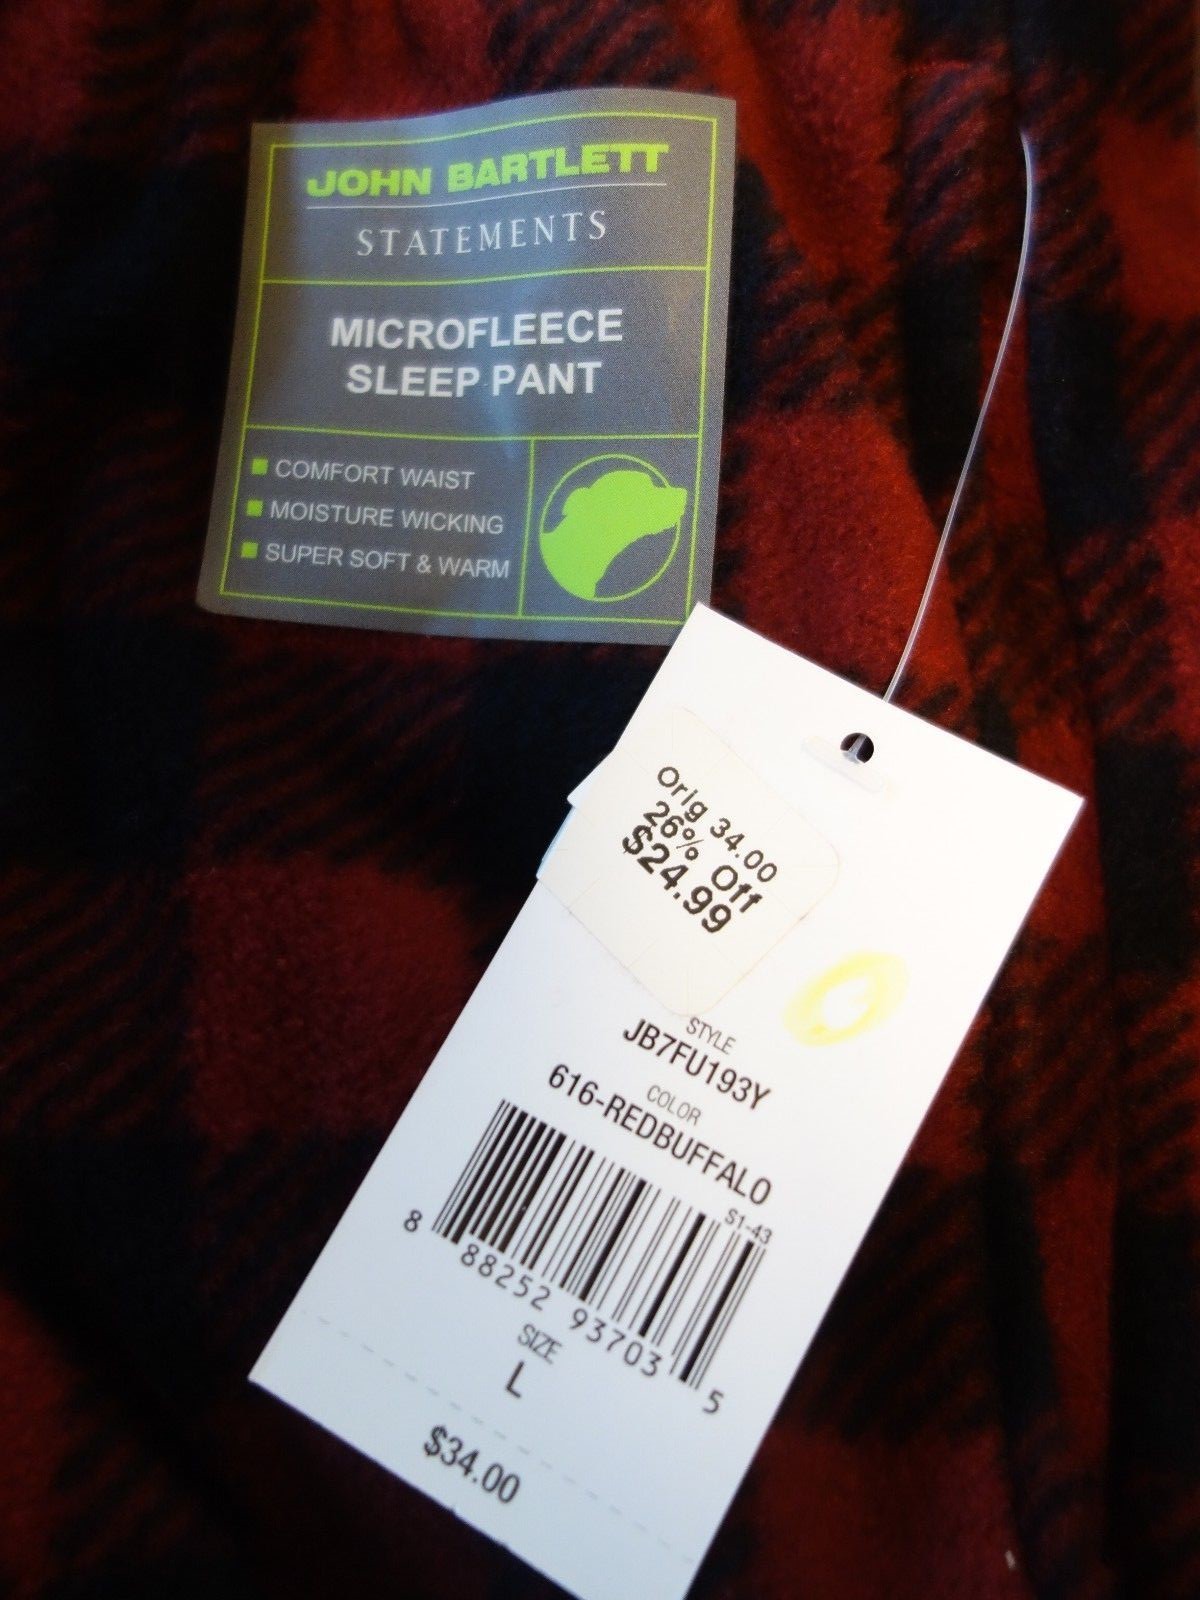 JOHN BARTLETT
STATEMENTS
MICROFLEECE
SLEEP PANT
COMFORT WAIST
MOISTURE WICKING
SUPER SOFT & WARM
Orig 34.00
26% Off
$24.99
STYLE
JB7FU193Y
COLOR
616-REDBUFFALO
S1-43
8 88252 93703 5
SIZE
L
$34.00